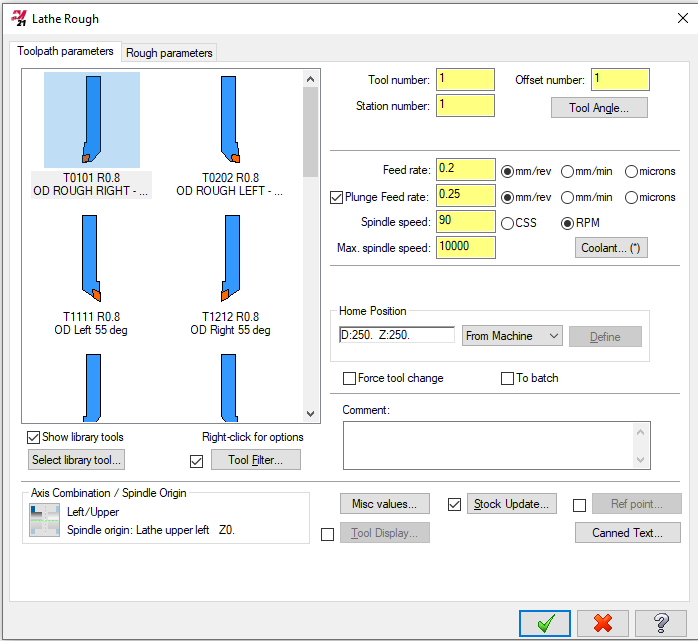 21
Lathe Rough
Toolpath parameters
Rough parameters
T0101 R0.8
OD ROUGH RIGHT - ...
T0202 R0.8
OD ROUGH LEFT - ...
T1111 R0.8
OD Left 55 deg
T1212 R0.8
OD Right 55 deg
Show library tools
Right-click for options
Select library tool...
Tool Filter...
Tool number: 1
Offset number: 1
Station number: 1
Tool Angle...
Feed rate: 0.2 mm/rev mm/min microns
Plunge Feed rate: 0.25 mm/rev mm/min microns
Spindle speed: 90 CSS RPM
Max. spindle speed: 10000
Coolant... (*)
Home Position
D:250. Z:250.
From Machine
Define
Force tool change
To batch
Comment:
Axis Combination / Spindle Origin
Left/Upper
Spindle origin: Lathe upper left Z0.
Misc values...
Stock Update...
Ref point...
Tool Display...
Canned Text...